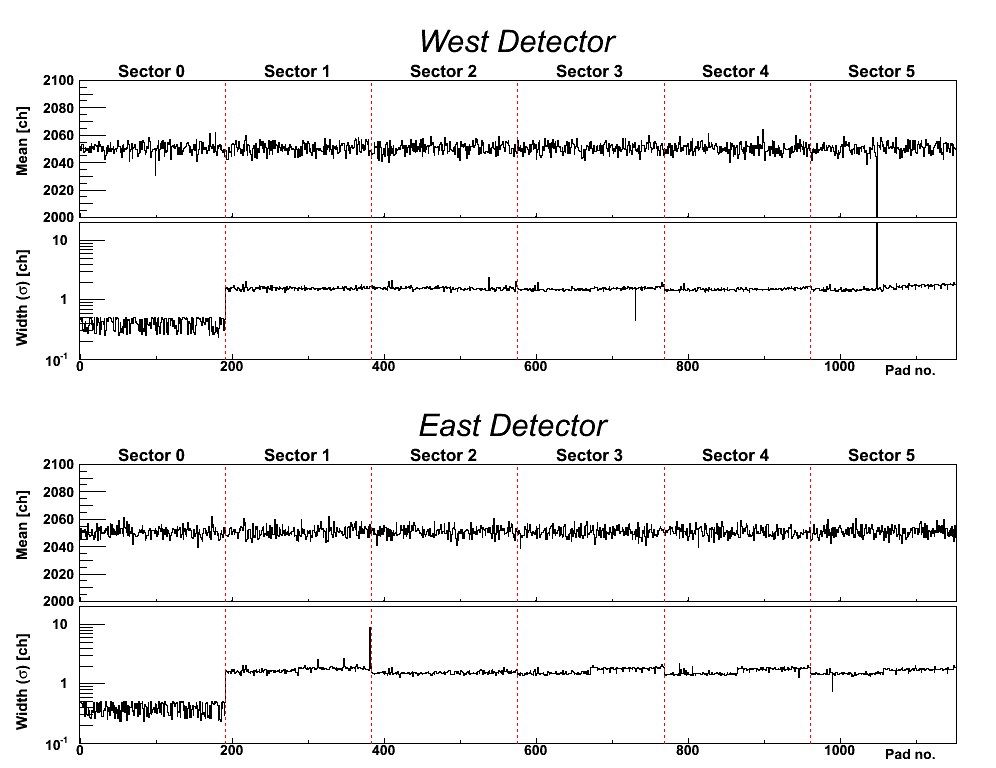 West Detector
Sector 0 Sector 1 Sector 2 Sector 3 Sector 4 Sector 5
Mean [ch]
2100
2080
2060
2040
2020
2000
Width (σ) [ch]
10
1
10⁻¹
0 200 400 600 800 1000
Pad no.
East Detector
Sector 0 Sector 1 Sector 2 Sector 3 Sector 4 Sector 5
Mean [ch]
2100
2080
2060
2040
2020
2000
Width (σ) [ch]
10
1
10⁻¹
0 200 400 600 800 1000
Pad no.